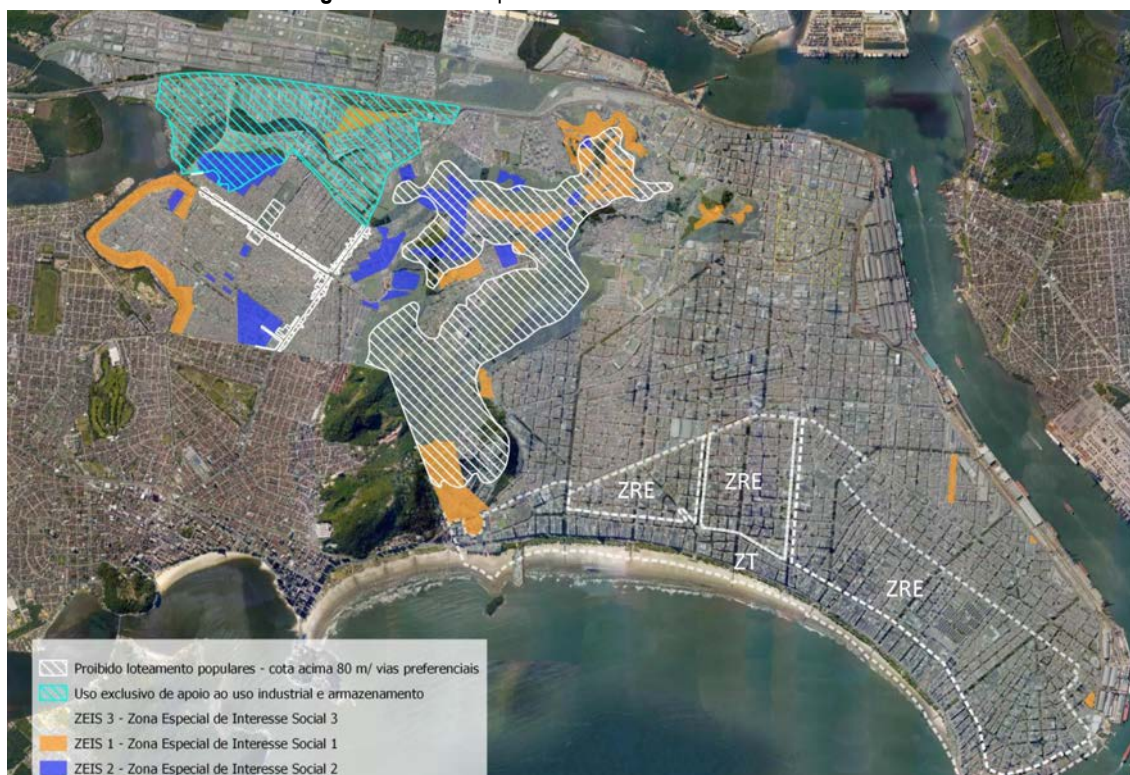 ZRE
ZRE
ZT
ZRE
Proibido loteamento populares - cota acima 80 m/ vias preferenciais
Uso exclusivo de apoio ao uso industrial e armazenamento
ZEIS 3 - Zona Especial de Interesse Social 3
ZEIS 1 - Zona Especial de Interesse Social 1
ZEIS 2 - Zona Especial de Interesse Social 2